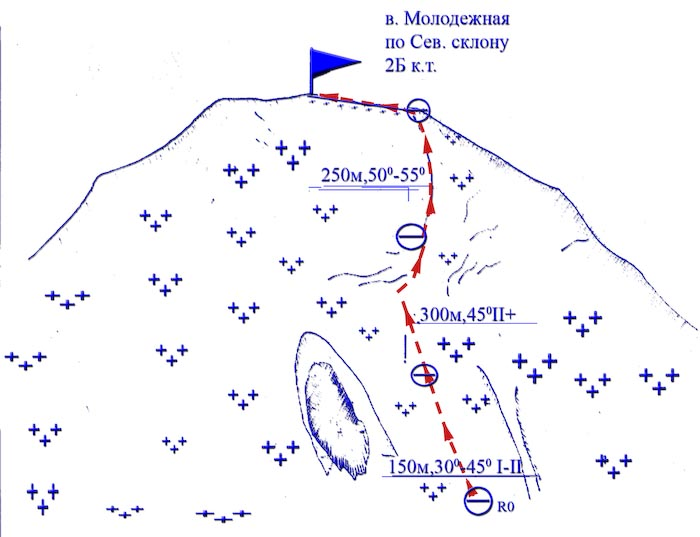 в. Молодежная
по Сев. склону
2Б к.т.
250м,50⁰-55⁰
300м,45⁰II+
150м,30⁰-45⁰ I-II
R0